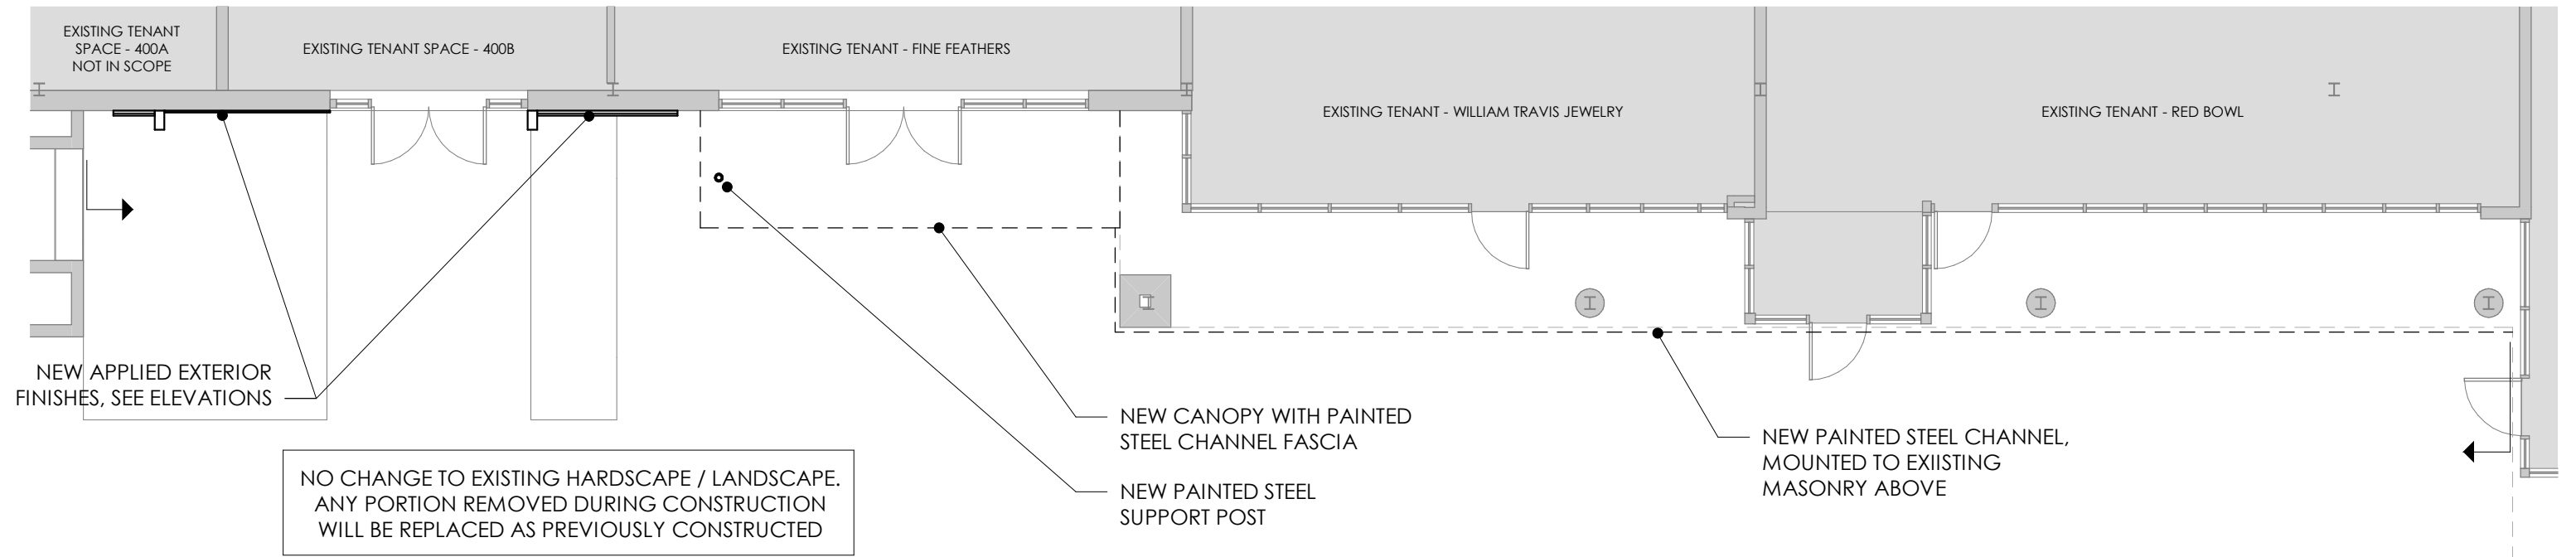 EXISTING TENANT
SPACE - 400A
NOT IN SCOPE
EXISTING TENANT SPACE - 400B
EXISTING TENANT - FINE FEATHERS
EXISTING TENANT - WILLIAM TRAVIS JEWELRY
EXISTING TENANT - RED BOWL
NEW APPLIED EXTERIOR
FINISHES, SEE ELEVATIONS
NO CHANGE TO EXISTING HARDSCAPE / LANDSCAPE.
ANY PORTION REMOVED DURING CONSTRUCTION
WILL BE REPLACED AS PREVIOUSLY CONSTRUCTED
NEW CANOPY WITH PAINTED
STEEL CHANNEL FASCIA
NEW PAINTED STEEL
SUPPORT POST
NEW PAINTED STEEL CHANNEL,
MOUNTED TO EXIISTING
MASONRY ABOVE